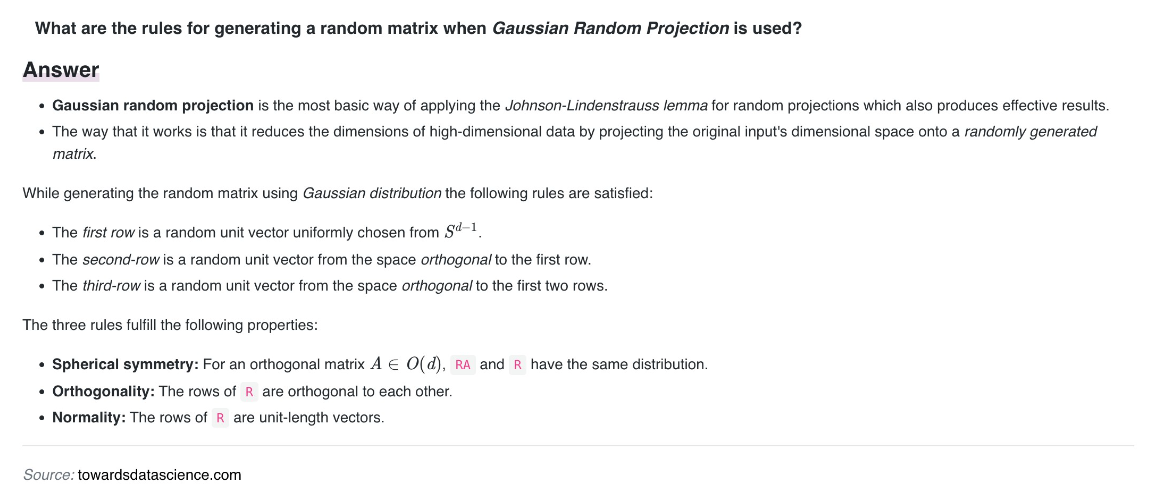 What are the rules for generating a random matrix when Gaussian Random Projection is used?
Answer
• Gaussian random projection is the most basic way of applying the Johnson-Lindenstrauss lemma for random projections which also produces effective results.
• The way that it works is that it reduces the dimensions of high-dimensional data by projecting the original input's dimensional space onto a randomly generated
matrix.
While generating the random matrix using Gaussian distribution the following rules are satisfied:
• The first row is a random unit vector uniformly chosen from $S^{d-1}$.
• The second-row is a random unit vector from the space orthogonal to the first row.
• The third-row is a random unit vector from the space orthogonal to the first two rows.
The three rules fulfill the following properties:
• Spherical symmetry: For an orthogonal matrix $A \in O(d)$, RA and R have the same distribution.
• Orthogonality: The rows of R are orthogonal to each other.
• Normality: The rows of R are unit-length vectors.
Source: towardsdatascience.com